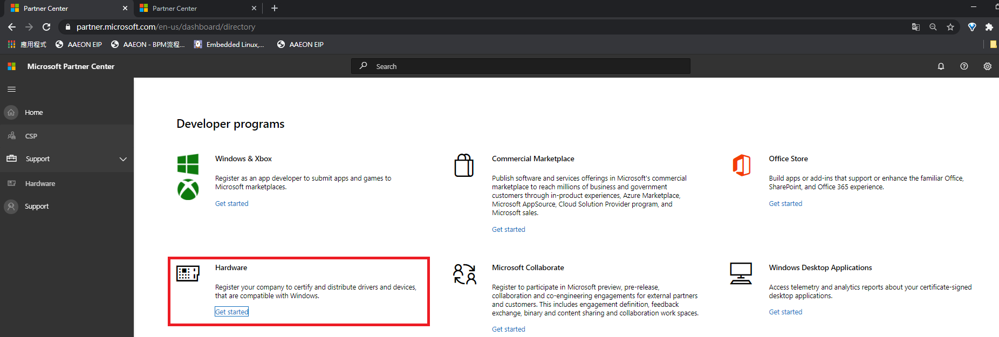 Partner Center
Partner Center
partner.microsoft.com/en-us/dashboard/directory
應用程式
AAEON EIP
AAEON - BPM流程...
Embedded Linux,...
AAEON EIP
Microsoft Partner Center
Search
Home
CSP
Support
Hardware
Support
Developer programs
Windows & Xbox
Register as an app developer to submit apps and games to
Microsoft marketplaces.
Get started
Commercial Marketplace
Publish software and services offerings in Microsoft's commercial
marketplace to reach millions of business and government
customers through in-product experiences, Azure Marketplace,
Microsoft AppSource, Cloud Solution Provider program, and
Microsoft sales.
Get started
Office Store
Build apps or add-ins that support or enhance the familiar Office,
SharePoint, and Office 365 experience.
Get started
Hardware
Register your company to certify and distribute drivers and devices,
that are compatible with Windows.
Get started
Microsoft Collaborate
Register to participate in Microsoft preview, pre-release,
collaboration and co-engineering engagements for external partners
and customers. This includes engagement definition, feedback
exchange, binary and content sharing and collaboration work spaces.
Get started
Windows Desktop Applications
Access telemetry and analytics reports about your certificate-signed
desktop applications.
Get started